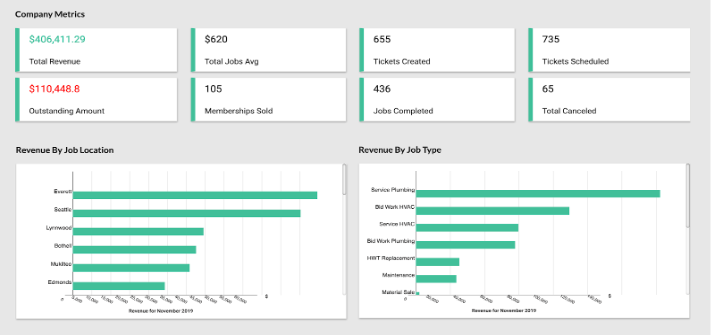 Company Metrics
$406,411.29
Total Revenue
$620
Total Jobs Avg
655
Tickets Created
735
Tickets Scheduled
$110,448.8
Outstanding Amount
105
Memberships Sold
436
Jobs Completed
65
Total Canceled
Revenue By Job Location
Everett
Seattle
Lynnwood
Bothell
Mukilteo
Edmonds
0
$
Revenue for November 2019
Revenue By Job Type
Service Plumbing
Bid Work HVAC
Service HVAC
Bid Work Plumbing
HWT Replacement
Maintenance
Material Sale
0
$
Revenue for November 2019